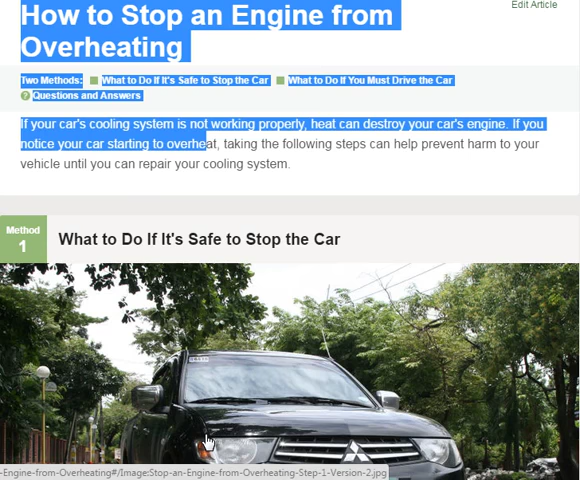 Edit Article
How to Stop an Engine from
Overheating
Two Methods: What to Do If It's Safe to Stop the Car What to Do If You Must Drive the Car
? Questions and Answers
If your car's cooling system is not working properly, heat can destroy your car's engine. If you
notice your car starting to overheat, taking the following steps can help prevent harm to your
vehicle until you can repair your cooling system.
Method
1
What to Do If It's Safe to Stop the Car
-Engine-from-Overheating#/Image:Stop-an-Engine-from-Overheating-Step-1-Version-2.jpg